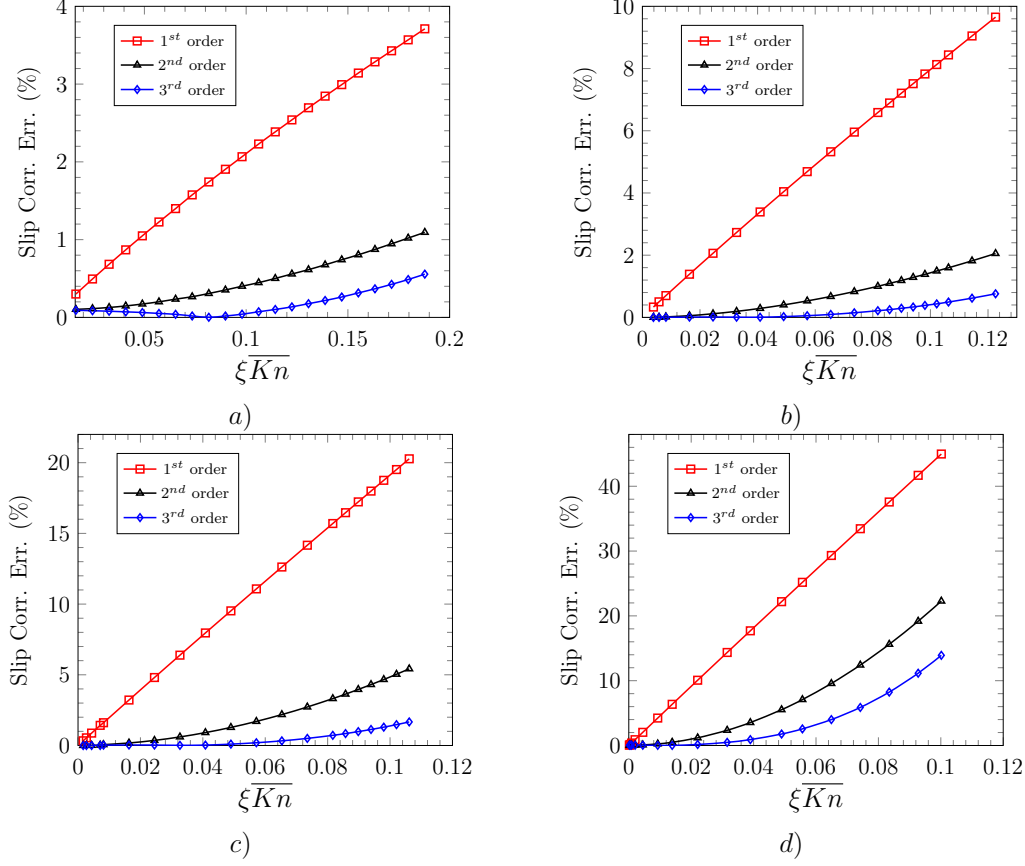 Slip Corr. Err. (%)
4
3
2
1
0
1st order
2nd order
3rd order
0.05 0.1 0.15 0.2
ξKn
a)
Slip Corr. Err. (%)
10
8
6
4
2
0
1st order
2nd order
3rd order
0 0.02 0.04 0.06 0.08 0.1 0.12
ξKn
b)
Slip Corr. Err. (%)
20
15
10
5
0
1st order
2nd order
3rd order
0 0.02 0.04 0.06 0.08 0.1 0.12
ξKn
c)
Slip Corr. Err. (%)
40
30
20
10
0
1st order
2nd order
3rd order
0 0.02 0.04 0.06 0.08 0.1 0.12
ξKn
d)